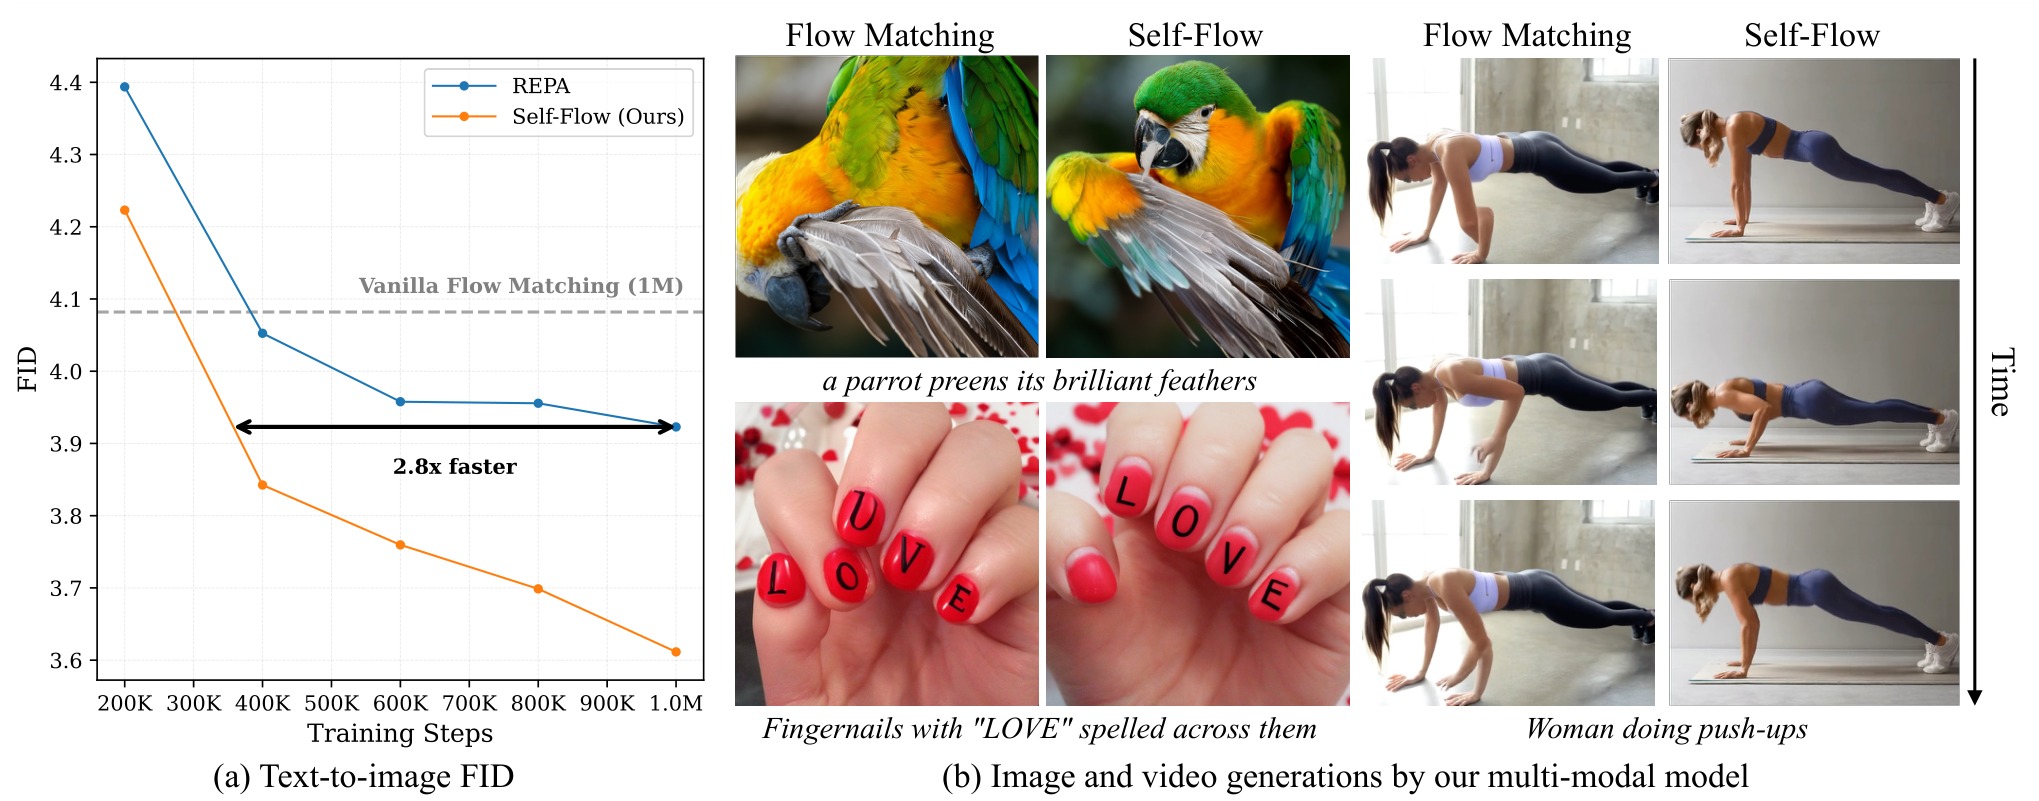 4.4
4.3
4.2
4.1
4.0
3.9
3.8
3.7
3.6
FID
REPA
Self-Flow (Ours)
Vanilla Flow Matching (1M)
2.8x faster
200K 300K 400K 500K 600K 700K 800K 900K 1.0M
Training Steps
(a) Text-to-image FID
Flow Matching Self-Flow
a parrot preens its brilliant feathers
L U O V E
L O V E
Fingernails with "LOVE" spelled across them
Flow Matching Self-Flow
Time
Woman doing push-ups
(b) Image and video generations by our multi-modal model